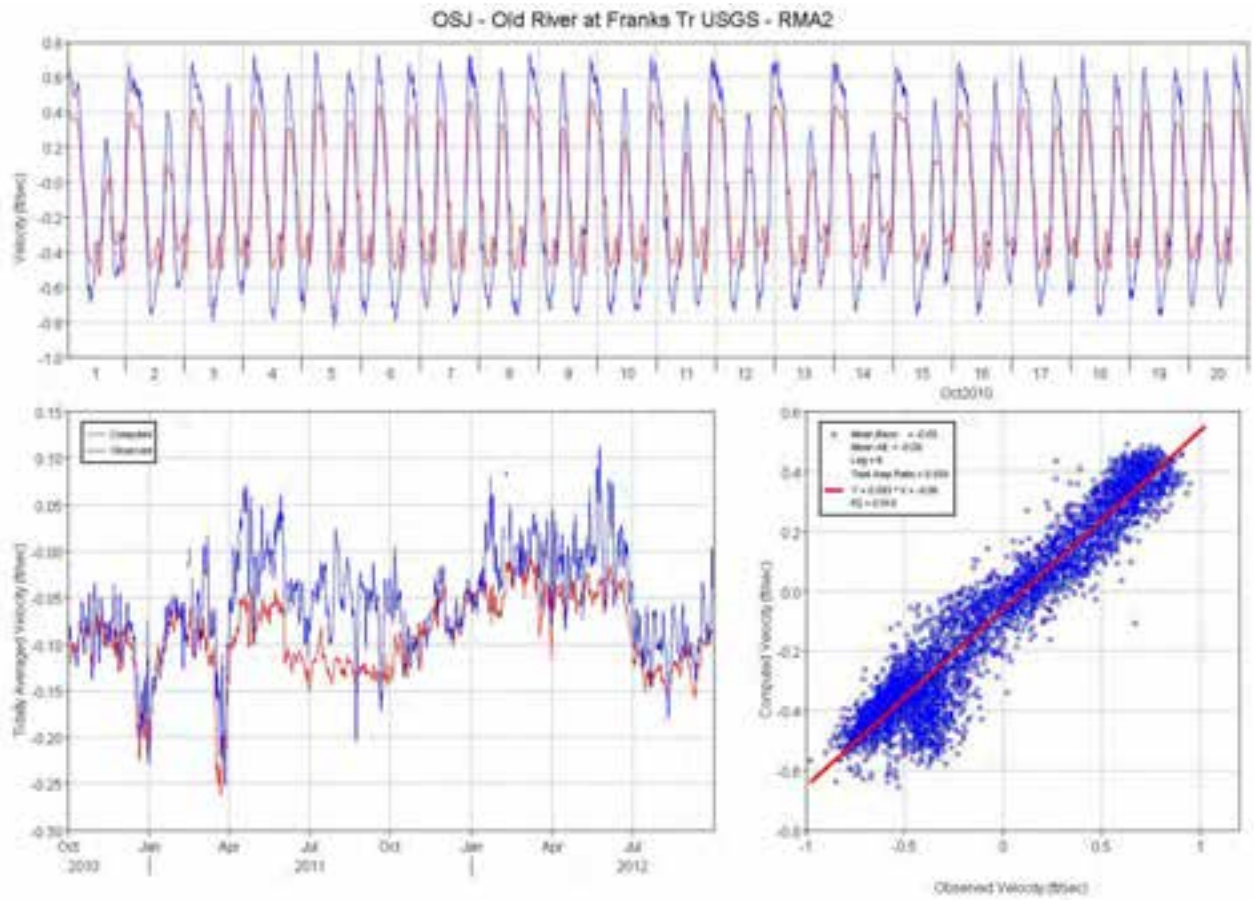 OSJ - Old River at Franks Tr USGS - RMA2
Velocity (ft/sec)
0.8
0.6
0.4
0.2
-0.0
-0.2
-0.4
-0.6
-0.8
-1.0
1 2 3 4 5 6 7 8 9 10 11 12 13 14 15 16 17 18 19 20
Oct2010
Tidally Averaged Velocity (ft/sec)
0.15
0.10
0.05
-0.00
-0.05
-0.10
-0.15
-0.20
-0.25
-0.30
Computed
Observed
Oct Jan Apr Jul Oct Jan Apr Jul
2010 2011 2012
Computed Velocity (ft/sec)
0.6
0.4
0.2
0.0
-0.2
-0.4
-0.6
-0.8
-1 -0.5 0 0.5 1
Observed Velocity (ft/sec)